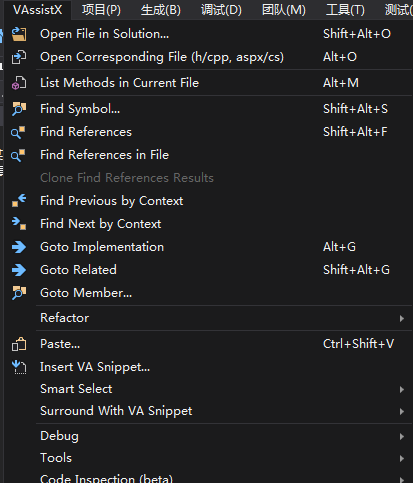 VAssistX 项目(P) 生成(B) 调试(D) 团队(M) 工具(T) 测试
Open File in Solution... Shift+Alt+O
Open Corresponding File (h/cpp, aspx/cs) Alt+O
List Methods in Current File Alt+M
Find Symbol... Shift+Alt+S
Find References Shift+Alt+F
Find References in File
Clone Find References Results
Find Previous by Context
Find Next by Context
Goto Implementation Alt+G
Goto Related Shift+Alt+G
Goto Member...
Refactor
Paste... Ctrl+Shift+V
Insert VA Snippet...
Smart Select
Surround With VA Snippet
Debug
Tools
Code Inspection (beta)